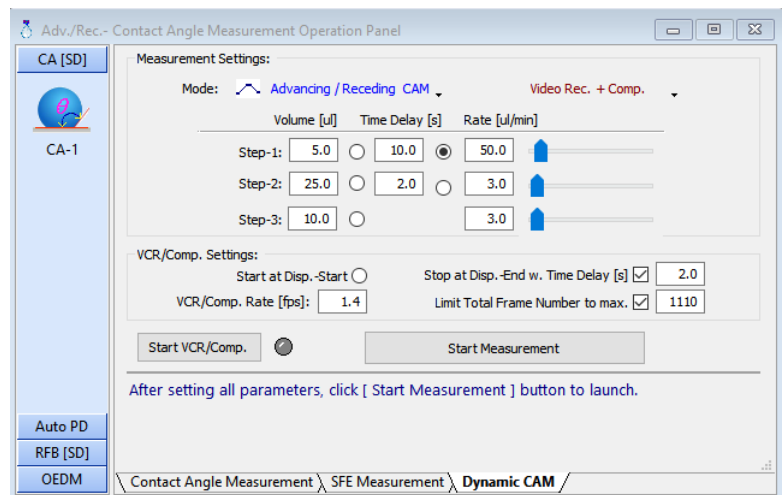 Adv./Rec.- Contact Angle Measurement Operation Panel
CA [SD]
θ
CA-1
Measurement Settings:
Mode: Advancing / Receding CAM Video Rec. + Comp.
Volume [ul] Time Delay [s] Rate [ul/min]
Step-1: 5.0 10.0 50.0
Step-2: 25.0 2.0 3.0
Step-3: 10.0 3.0
VCR/Comp. Settings:
Start at Disp.-Start Stop at Disp.-End w. Time Delay [s] 2.0
VCR/Comp. Rate [fps]: 1.4 Limit Total Frame Number to max. 1110
Start VCR/Comp. Start Measurement
After setting all parameters, click [ Start Measurement ] button to launch.
Auto PD
RFB [SD]
OEDM
Contact Angle Measurement SFE Measurement Dynamic CAM